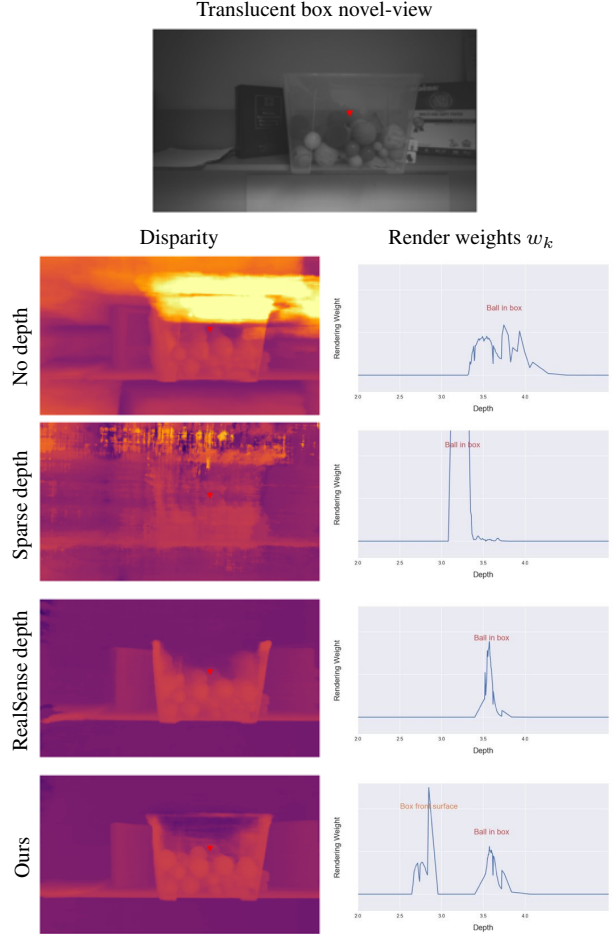 Translucent box novel-view
Disparity
Render weights w_k
No depth
Rendering Weight
Ball in box
2.0 2.5 3.0 3.5 4.0
Depth
Sparse depth
Rendering Weight
Ball in box
2.0 2.5 3.0 3.5 4.0
Depth
RealSense depth
Rendering Weight
Ball in box
2.0 2.5 3.0 3.5 4.0
Depth
Ours
Rendering Weight
Box front surface
Ball in box
2.0 2.5 3.0 3.5 4.0
Depth